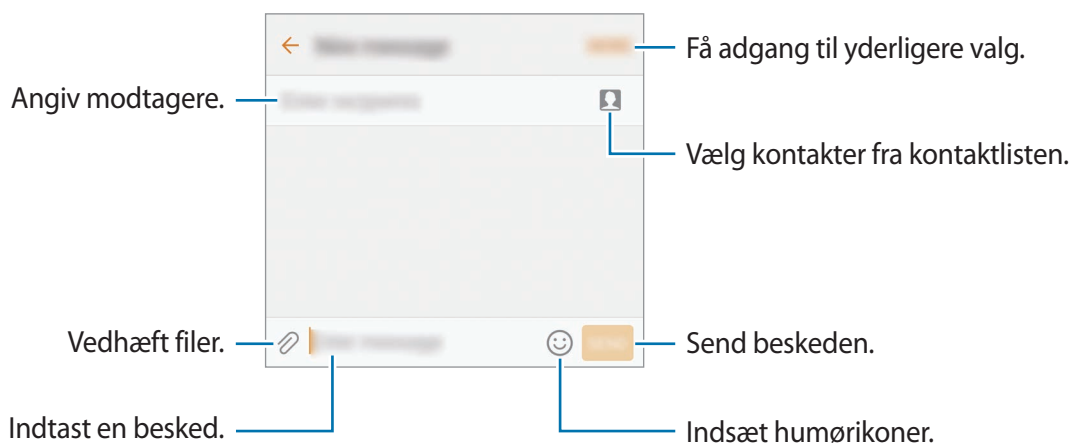 Få adgang til yderligere valg.
Angiv modtagere.
Vælg kontakter fra kontaktlisten.
Vedhæft filer.
Send beskeden.
Indtast en besked.
Indsæt humørikoner.